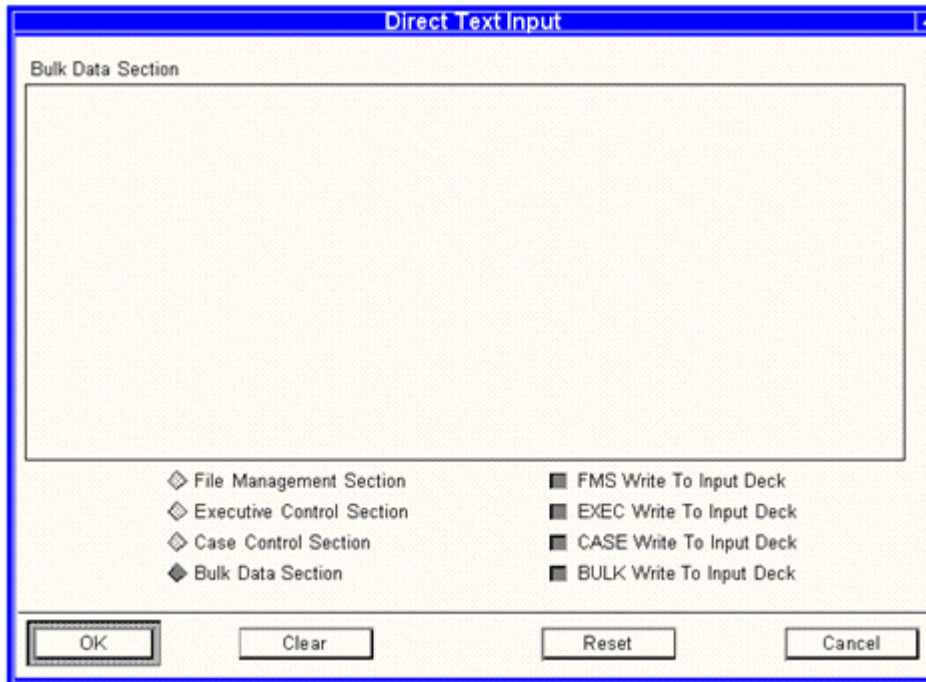 Direct Text Input
Bulk Data Section
File Management Section FMS Write To Input Deck
Executive Control Section EXEC Write To Input Deck
Case Control Section CASE Write To Input Deck
Bulk Data Section BULK Write To Input Deck
OK Clear Reset Cancel